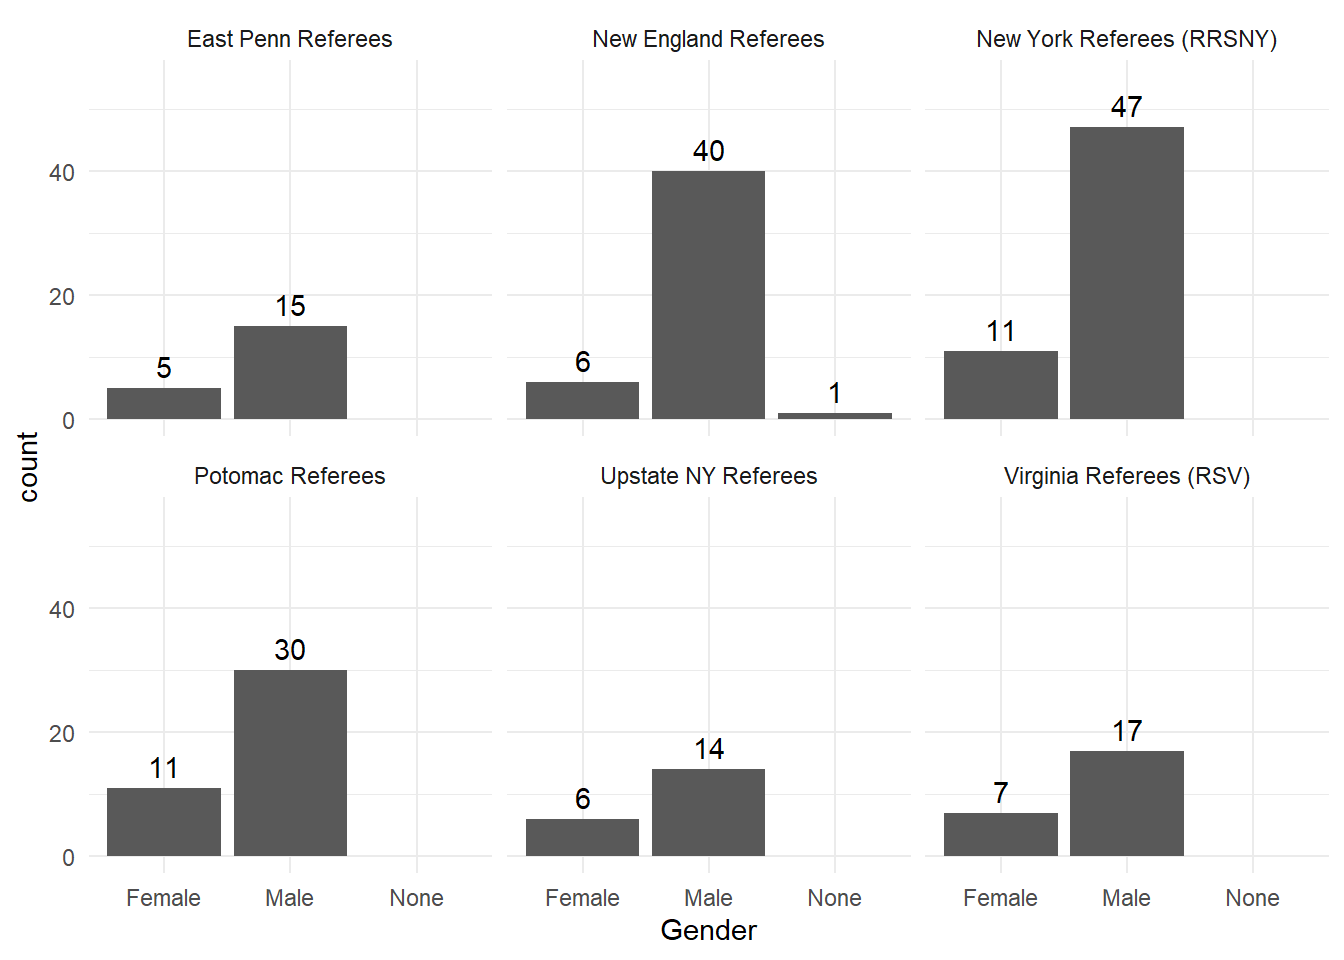 East Penn Referees
New England Referees
New York Referees (RRSNY)
40
20
0
5
15
6
40
1
11
47
count
Potomac Referees
Upstate NY Referees
Virginia Referees (RSV)
40
20
0
11
30
6
14
7
17
Female Male None
Female Male None
Female Male None
Gender